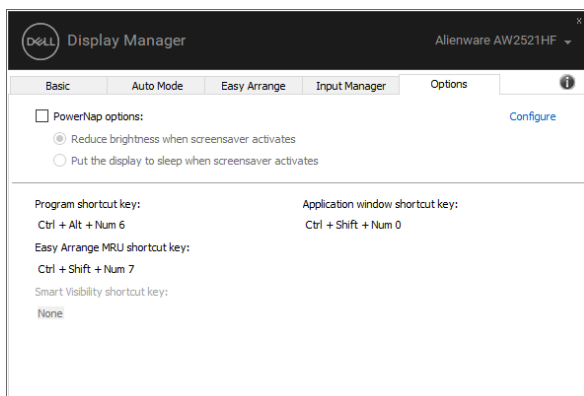 x
DELL Display Manager Alienware AW2521HF
Basic Auto Mode Easy Arrange Input Manager Options i
PowerNap options: Configure
Reduce brightness when screensaver activates
Put the display to sleep when screensaver activates
Program shortcut key: Application window shortcut key:
Ctrl + Alt + Num 6 Ctrl + Shift + Num 0
Easy Arrange MRU shortcut key:
Ctrl + Shift + Num 7
Smart Visibility shortcut key:
None